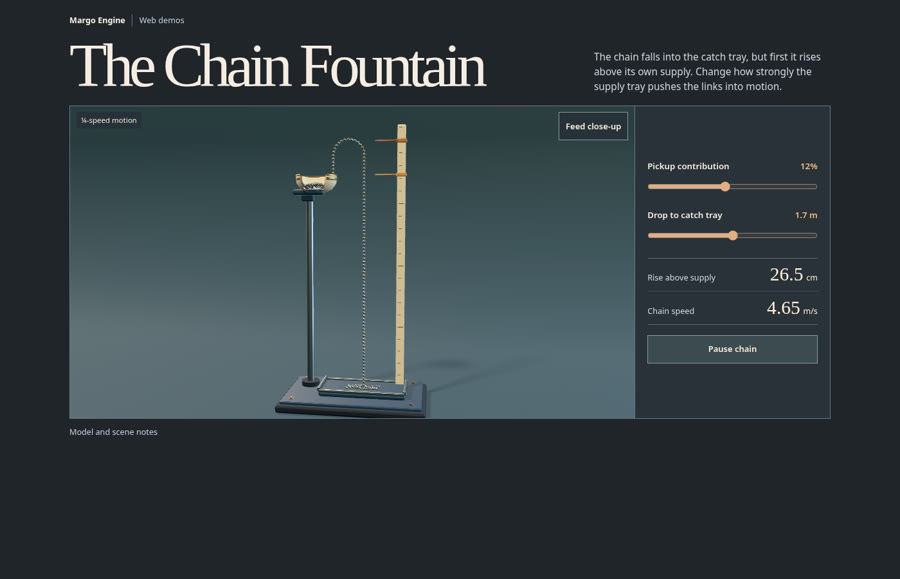 Margo Engine
Web demos
The Chain Fountain
The chain falls into the catch tray, but first it rises
above its own supply. Change how strongly the
supply tray pushes the links into motion.
¼-speed motion
Feed close-up
Pickup contribution 12%
Drop to catch tray 1.7 m
Rise above supply 26.5 cm
Chain speed 4.65 m/s
Pause chain
Model and scene notes